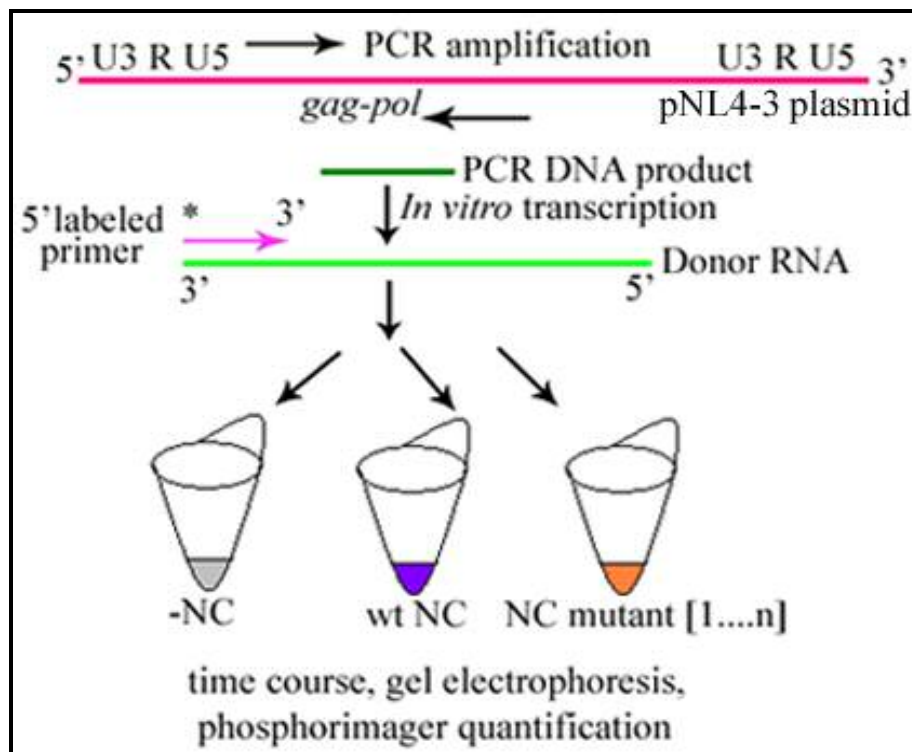 U3 R U5 PCR amplification U3 R U5
5’ 3’
gag-pol pNL4-3 plasmid
PCR DNA product
In vitro transcription
5’labeled * 3’
primer
Donor RNA
3’ 5’
-NC wt NC NC mutant [1....n]
time course, gel electrophoresis,
phosphorimager quantification